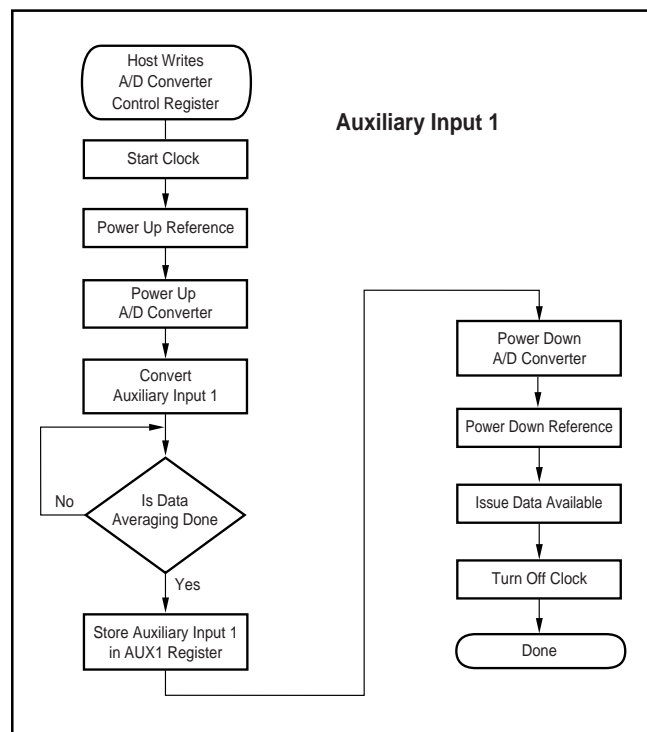 Host Writes
A/D Converter
Control Register
Auxiliary Input 1
Start Clock
Power Up Reference
Power Up
A/D Converter
Convert
Auxiliary Input 1
No
Is Data
Averaging Done
Yes
Store Auxiliary Input 1
in AUX1 Register
Power Down
A/D Converter
Power Down Reference
Issue Data Available
Turn Off Clock
Done